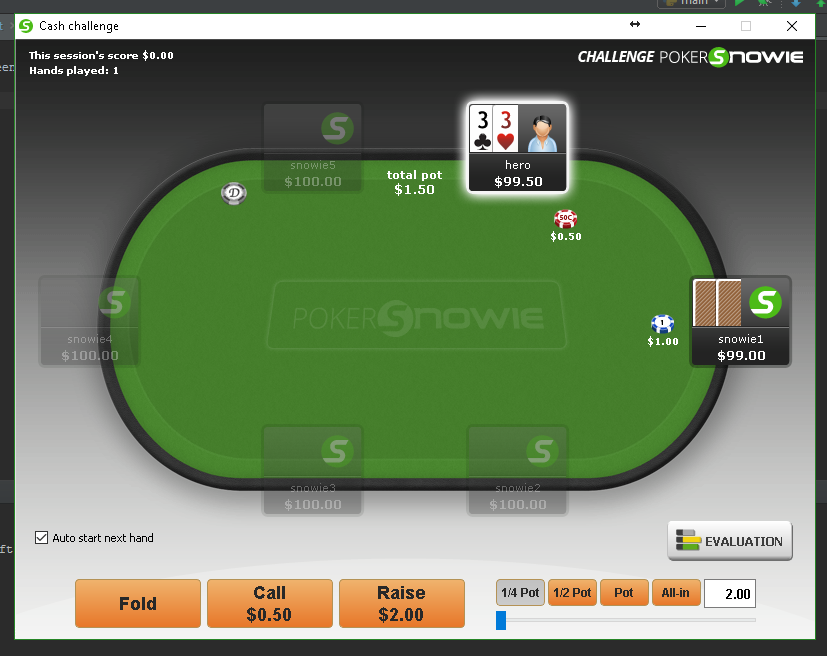 main
Cash challenge
This session's score $0.00
Hands played: 1
CHALLENGE POKERSNOWIE
snowie5
$100.00
total pot
$1.50
3 3
hero
$99.50
D
50C
$0.50
snowie4
$100.00
POKERSNOWIE
1
$1.00
snowie1
$99.00
snowie3
$100.00
snowie2
$100.00
Auto start next hand
EVALUATION
Fold
Call
$0.50
Raise
$2.00
1/4 Pot
1/2 Pot
Pot
All-in
2.00